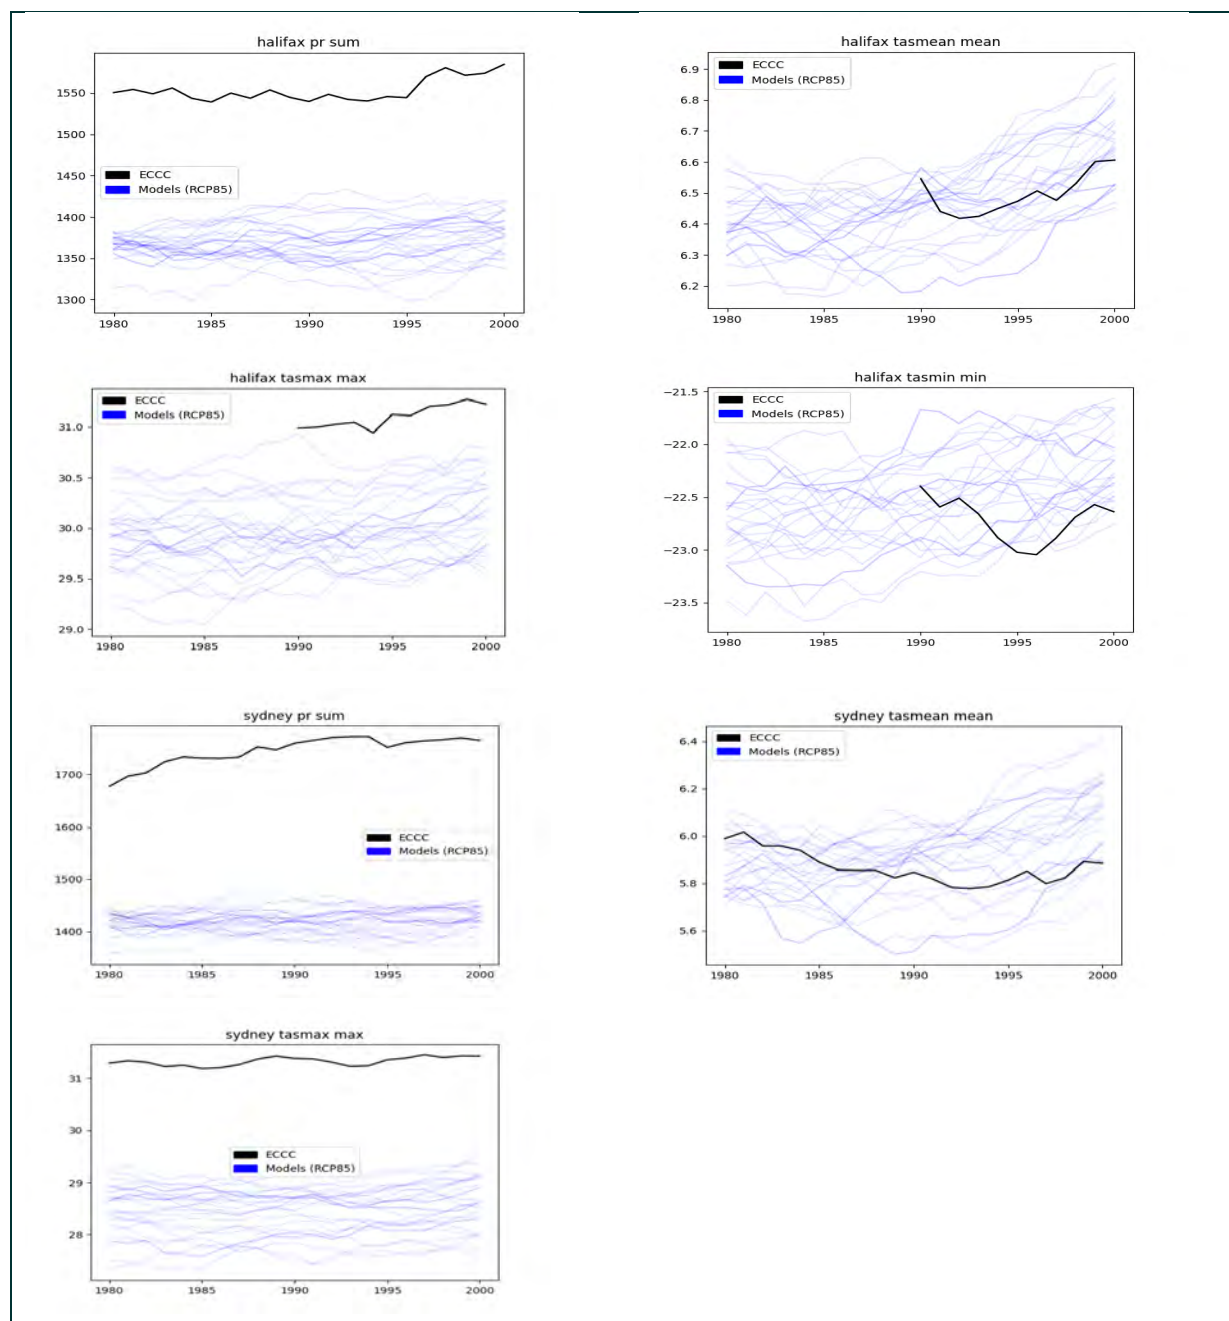 halifax pr sum
1550
1500
1450
1400
1350
1300
ECCC
Models (RCP85)
1980 1985 1990 1995 2000
halifax tasmean mean
6.9
6.8
6.7
6.6
6.5
6.4
6.3
6.2
ECCC
Models (RCP85)
1980 1985 1990 1995 2000
halifax tasmax max
31.0
30.5
30.0
29.5
29.0
ECCC
Models (RCP85)
1980 1985 1990 1995 2000
halifax tasmin min
−21.5
−22.0
−22.5
−23.0
−23.5
ECCC
Models (RCP85)
1980 1985 1990 1995 2000
sydney pr sum
1700
1600
1500
1400
ECCC
Models (RCP85)
1980 1985 1990 1995 2000
sydney tasmean mean
6.4
6.2
6.0
5.8
5.6
ECCC
Models (RCP85)
1980 1985 1990 1995 2000
sydney tasmax max
31
30
29
28
ECCC
Models (RCP85)
1980 1985 1990 1995 2000